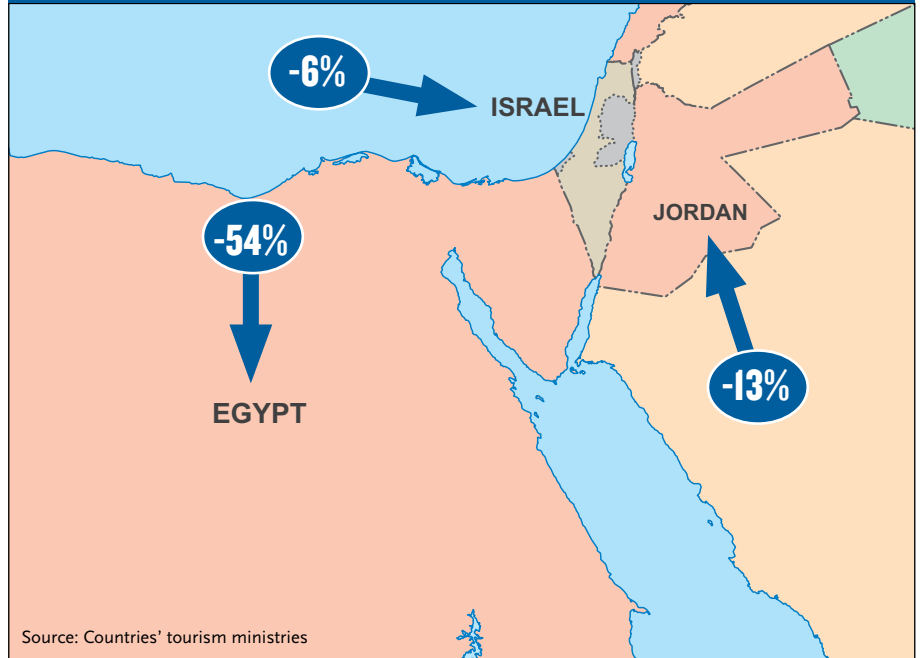 -6%
ISRAEL
JORDAN
-54%
-13%
EGYPT
Source: Countries’ tourism ministries